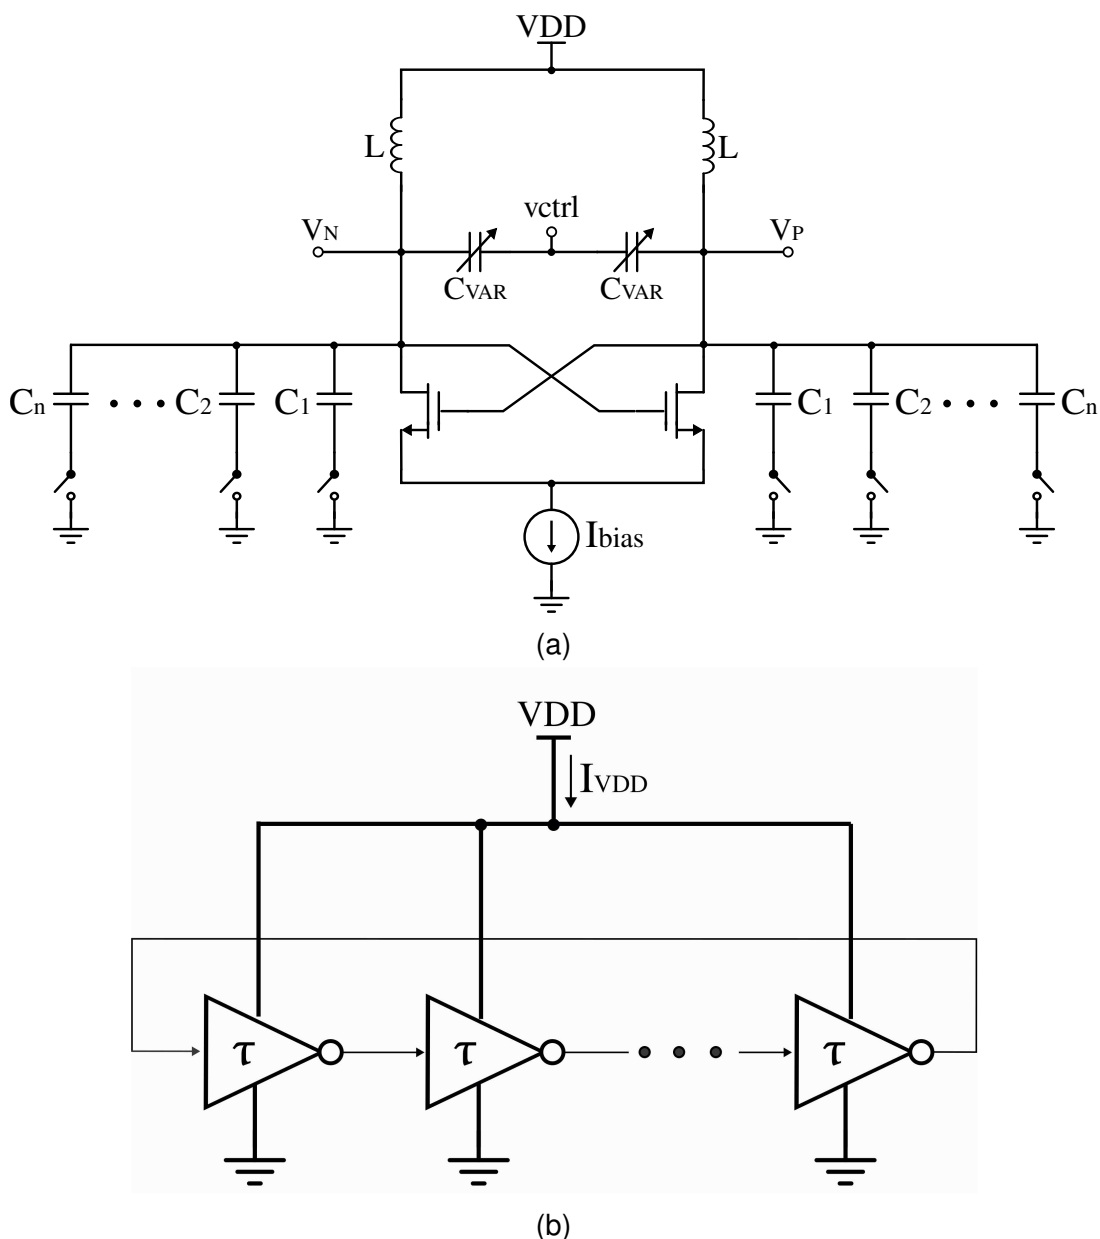 VDD
L L
VN vctrl VP
CVAR CVAR
Cn C2 C1 C1 C2 Cn
Ibias
(a)
VDD
IVDD
τ τ τ
(b)